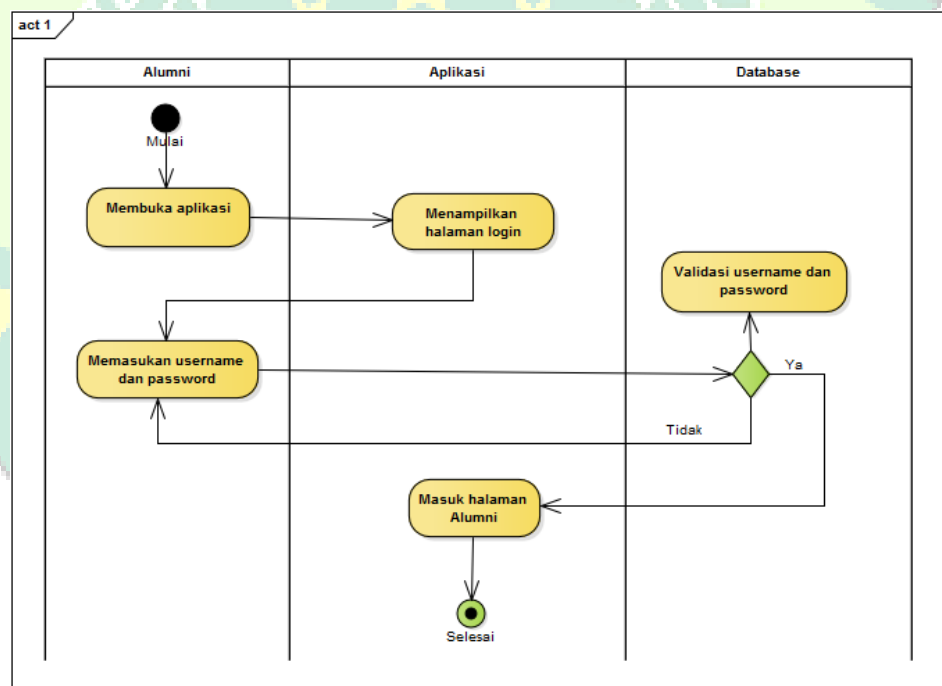 act 1
Alumni
Aplikasi
Database
Mulai
Membuka aplikasi
Menampilkan
halaman login
Validasi username dan
password
Memasukan username
dan password
Ya
Tidak
Masuk halaman
Alumni
Selesai